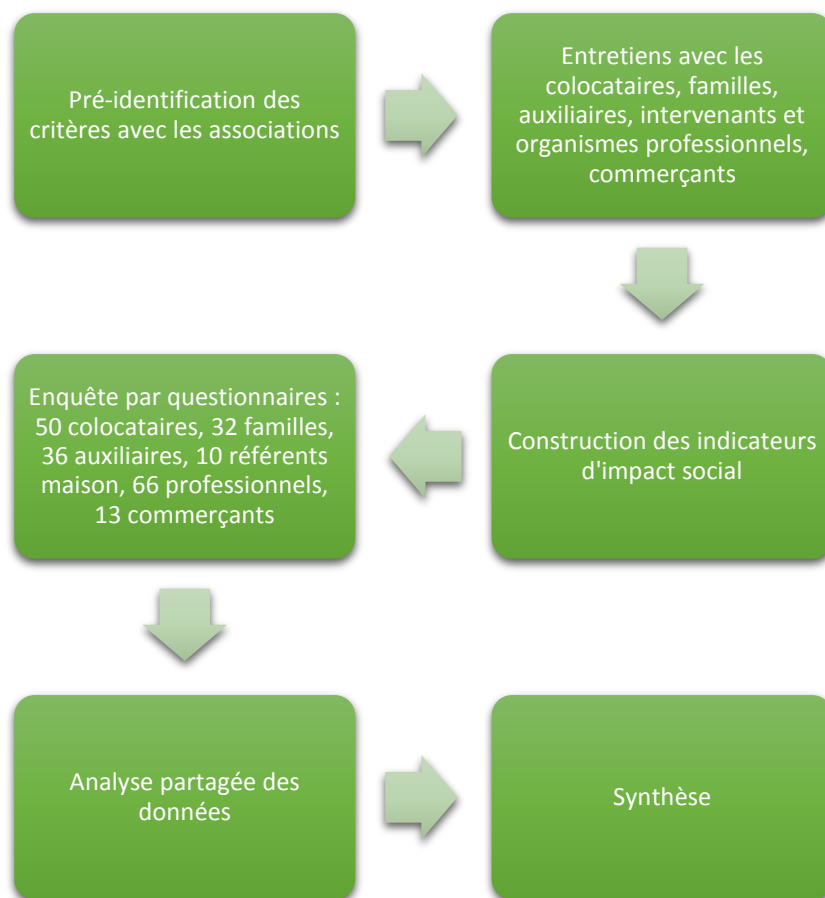 Pré-identification des
critères avec les associations
Entretiens avec les
colocataires, familles,
auxiliaires, intervenants et
organismes professionnels,
commerçants
Construction des indicateurs
d'impact social
Enquête par questionnaires :
50 colocataires, 32 familles,
36 auxiliaires, 10 référents
maison, 66 professionnels,
13 commerçants
Analyse partagée des
données
Synthèse